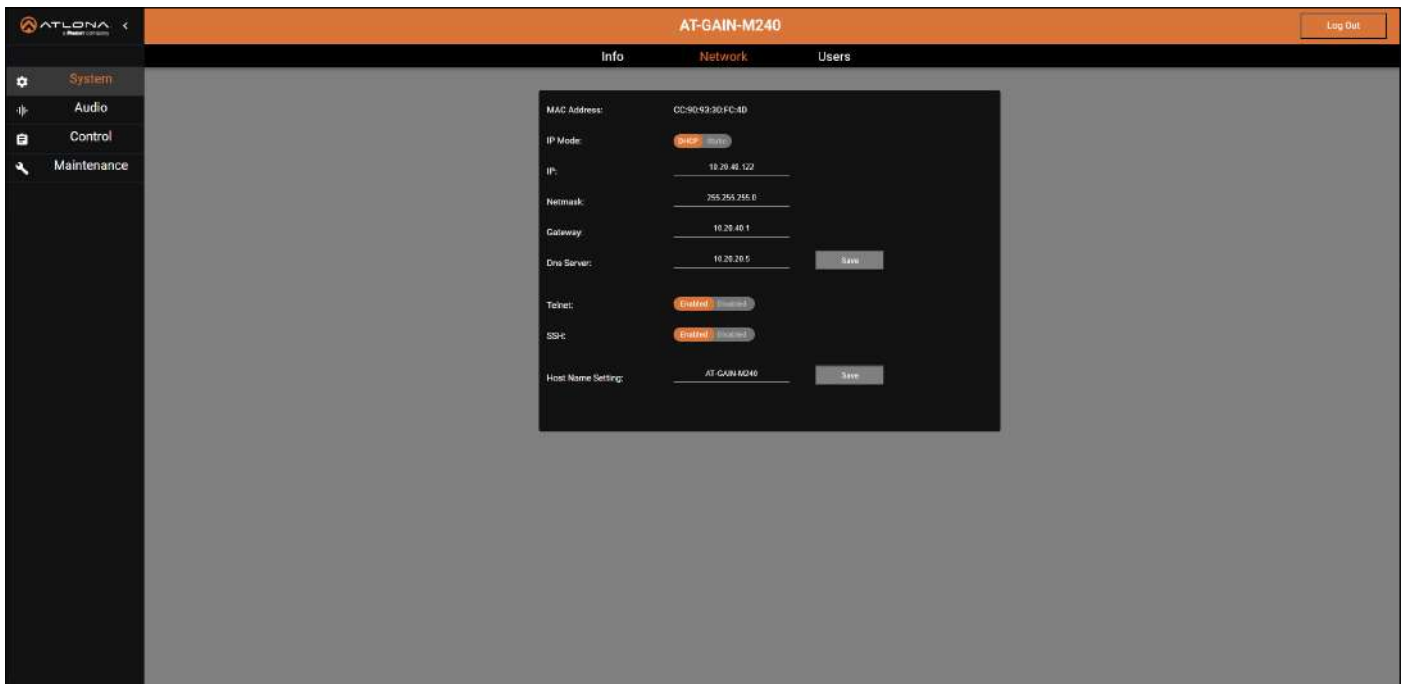 ATLONA
AT-GAIN-M240
Log Out
Info Network Users
System
Audio
Control
Maintenance
MAC Address: CC:90:93:30:FC:4D
IP Mode: DHCP Static
IP: 10.20.40.122
Netmask: 255.255.255.0
Gateway: 10.20.40.1
Dns Server: 10.20.20.5 Save
Telnet: Enabled Disabled
SSH: Enabled Disabled
Host Name Setting: AT-GAIN-M240 Save